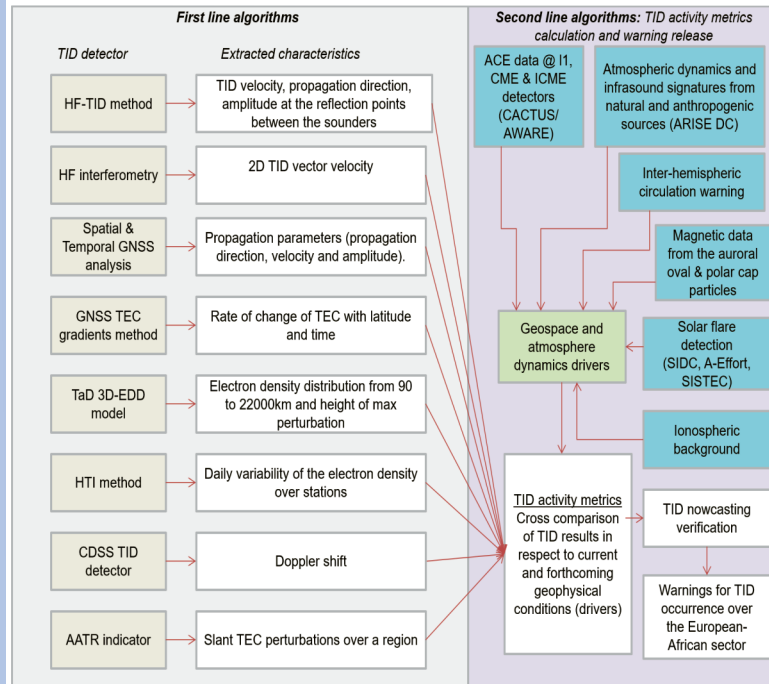 First line algorithms
TID detector
Extracted characteristics
HF-TID method
TID velocity, propagation direction,
amplitude at the reflection points
between the sounders
HF interferometry
2D TID vector velocity
Spatial &
Temporal GNSS
analysis
Propagation parameters (propagation
direction, velocity and amplitude).
GNSS TEC
gradients method
Rate of change of TEC with latitude
and time
TaD 3D-EDD
model
Electron density distribution from 90
to 22000km and height of max
perturbation
HTI method
Daily variability of the electron density
over stations
CDSS TID
detector
Doppler shift
AATR indicator
Slant TEC perturbations over a region
Second line algorithms: TID activity metrics
calculation and warning release
ACE data @ l1,
CME & ICME
detectors
(CACTUS/
AWARE)
Atmospheric dynamics and
infrasound signatures from
natural and anthropogenic
sources (ARISE DC)
Inter-hemispheric
circulation warning
Magnetic data
from the auroral
oval & polar cap
particles
Geospace and
atmosphere
dynamics drivers
Solar flare
detection
(SIDC, A-Effort,
SISTEC)
Ionospheric
background
TID activity metrics
Cross comparison
of TID results in
respect to current
and forthcoming
geophysical
conditions (drivers)
TID nowcasting
verification
Warnings for TID
occurrence over
the European-
African sector